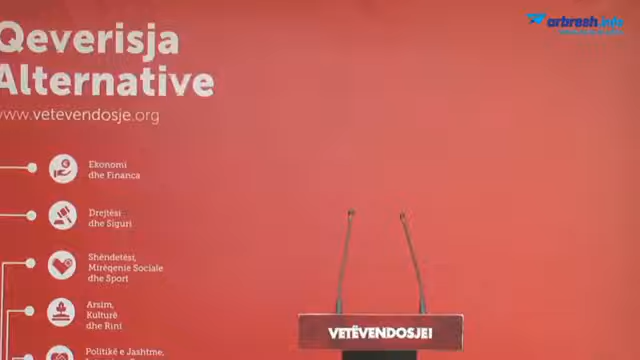 arbresh.info
Qeverisja
Alternative
www.vetevendosje.org
Ekonomi
dhe Financa
Drejtësi
dhe Siguri
Shëndetësi,
Mirëqenie Sociale
dhe Sport
Arsim,
Kulturë
dhe Rini
Politikë e Jashtme,
VETËVENDOSJE!